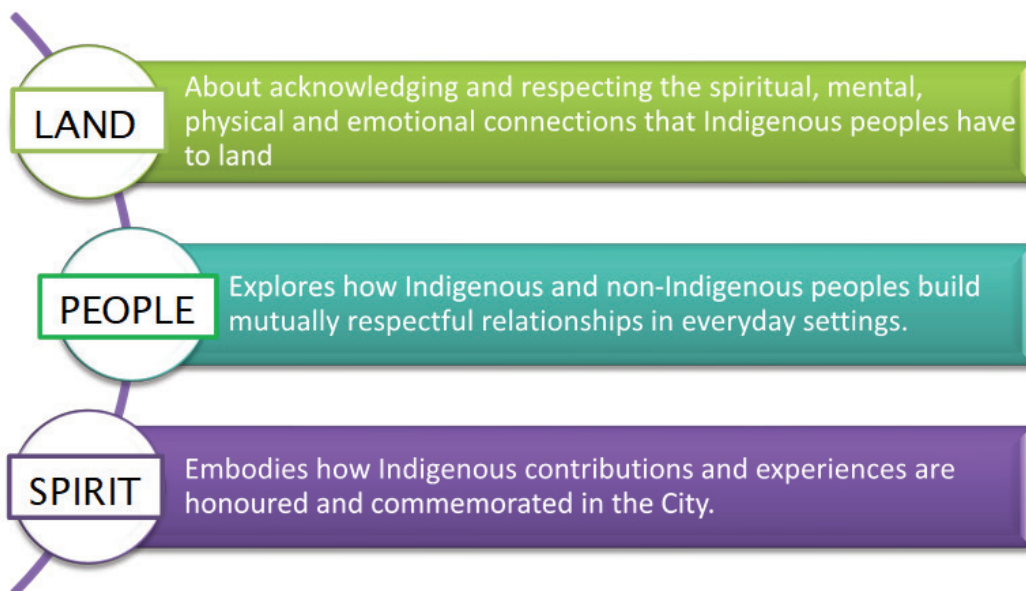 LAND
About acknowledging and respecting the spiritual, mental,
physical and emotional connections that Indigenous peoples have
to land
PEOPLE
Explores how Indigenous and non-Indigenous peoples build
mutually respectful relationships in everyday settings.
SPIRIT
Embodies how Indigenous contributions and experiences are
honoured and commemorated in the City.